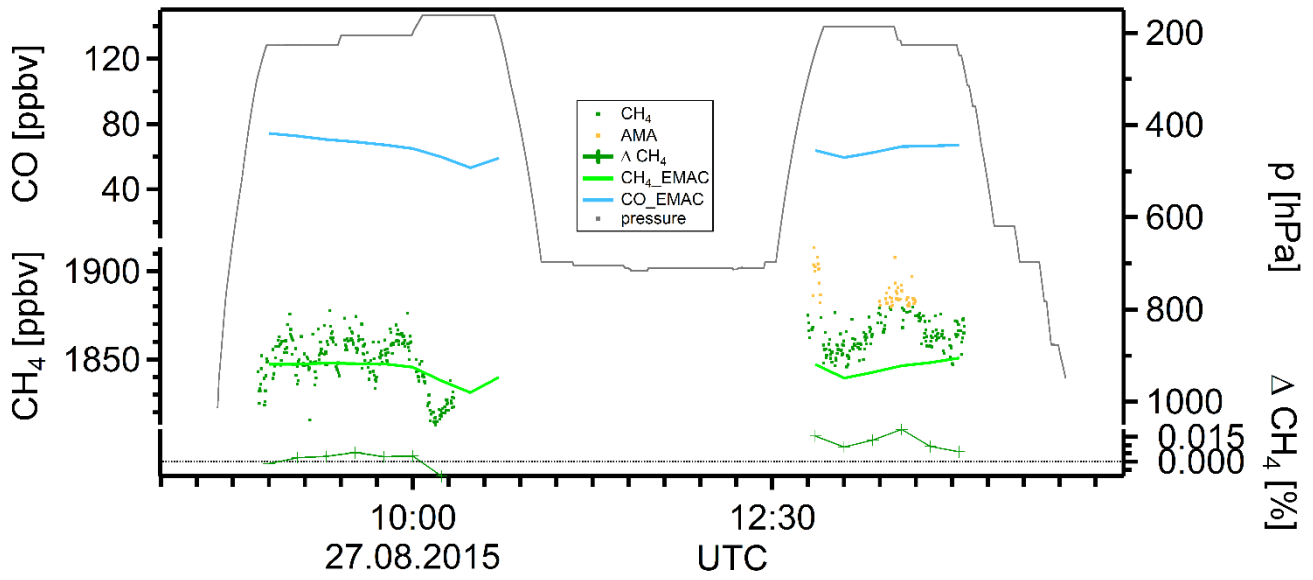 CO [ppbv]
120
80
40
CH₄ [ppbv]
1900
1850
CH₄
AMA
Δ CH₄
CH₄_EMAC
CO_EMAC
pressure
200
400
600
800
1000
p [hPa]
0.015
0.000
Δ CH₄ [%]
10:00
12:30
27.08.2015
UTC